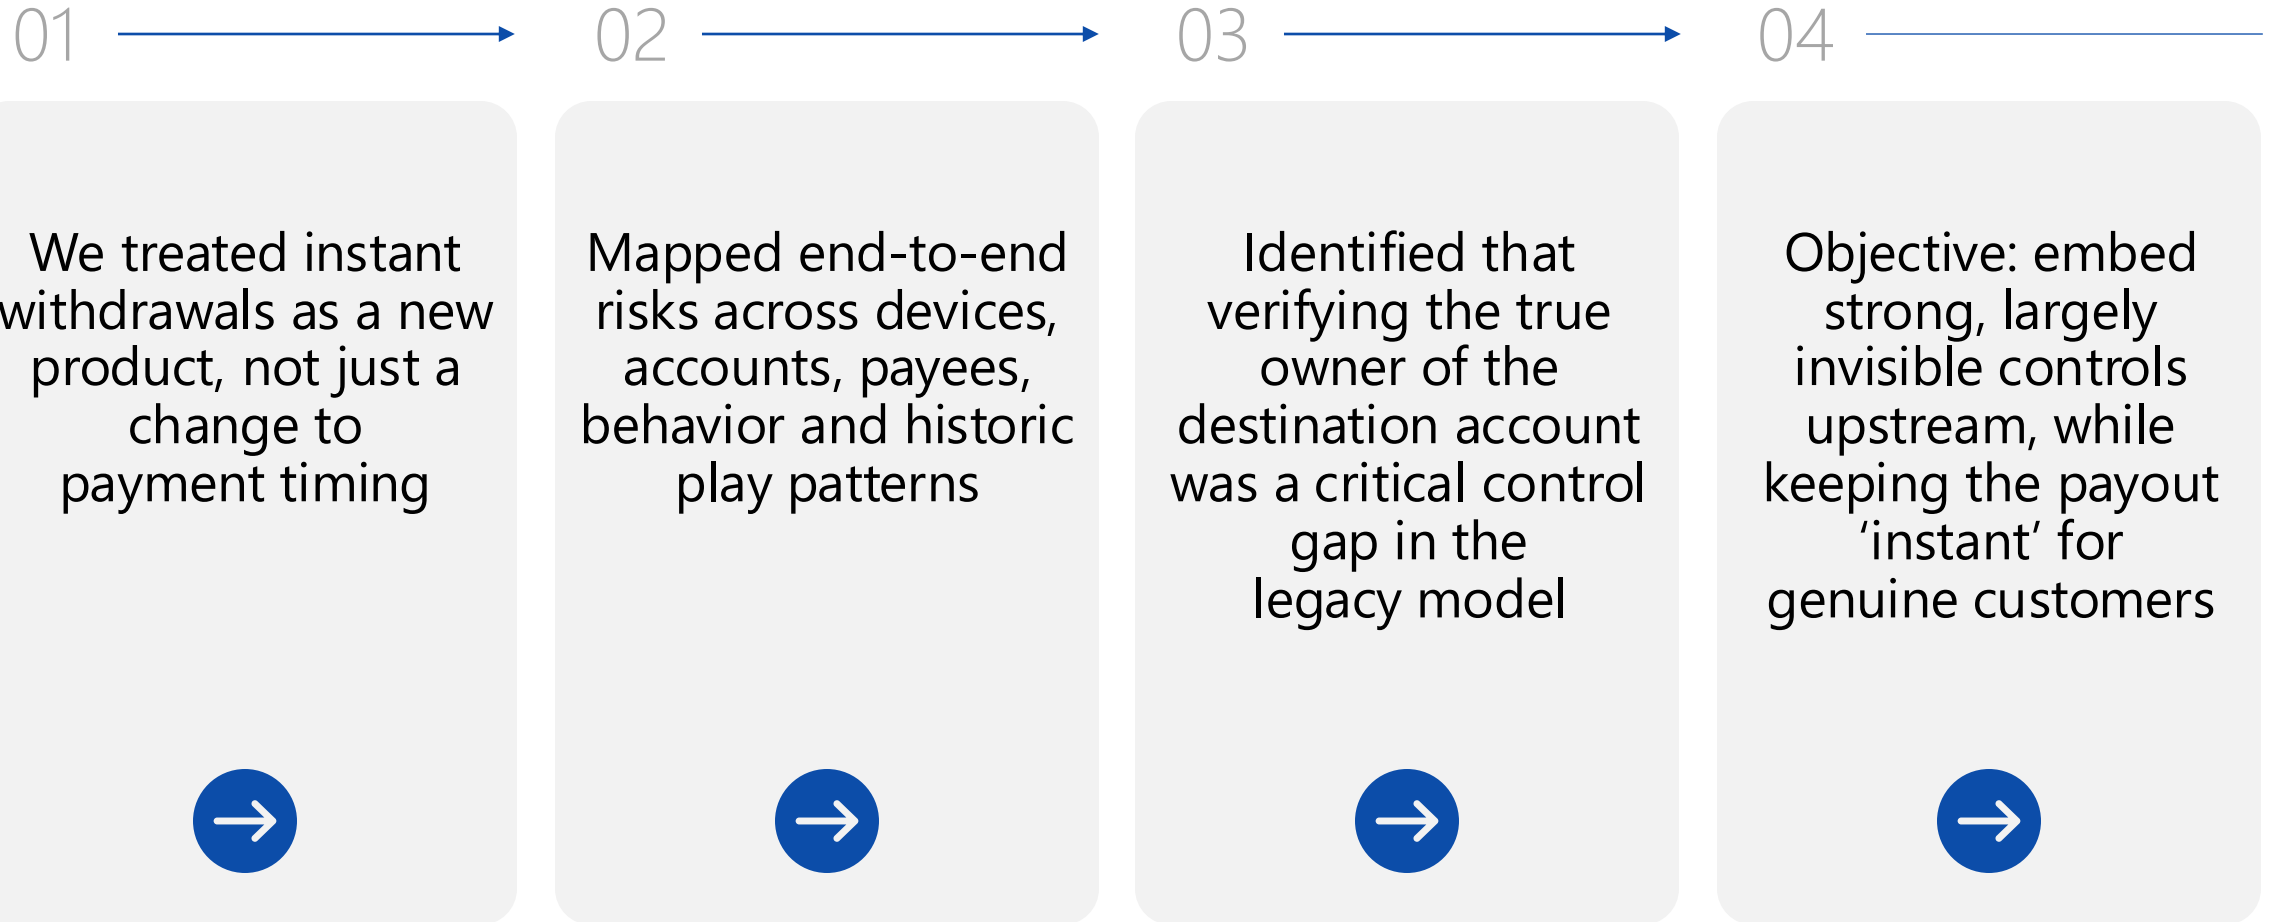 01
We treated instant
withdrawals as a new
product, not just a
change to
payment timing
02
Mapped end-to-end
risks across devices,
accounts, payees,
behavior and historic
play patterns
03
Identified that
verifying the true
owner of the
destination account
was a critical control
gap in the
legacy model
04
Objective: embed
strong, largely
invisible controls
upstream, while
keeping the payout
‘instant’ for
genuine customers